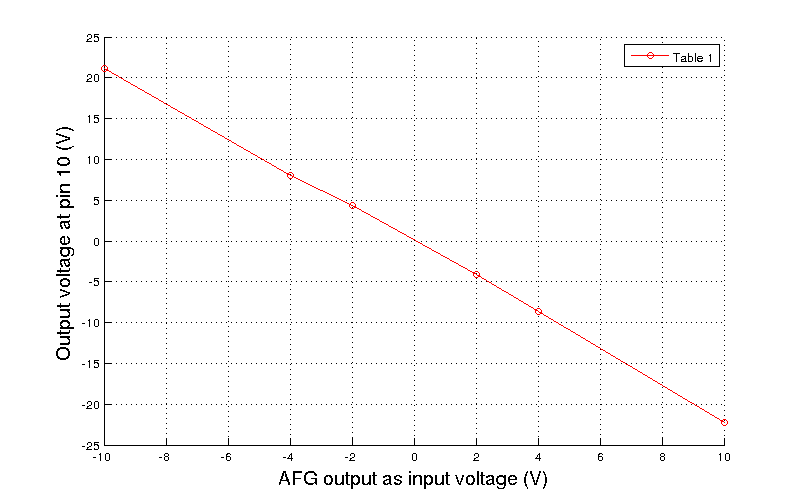 25
20
15
10
5
0
-5
-10
-15
-20
-25
Output voltage at pin 10 (V)
Table 1
-10 -8 -6 -4 -2 0 2 4 6 8 10
AFG output as input voltage (V)